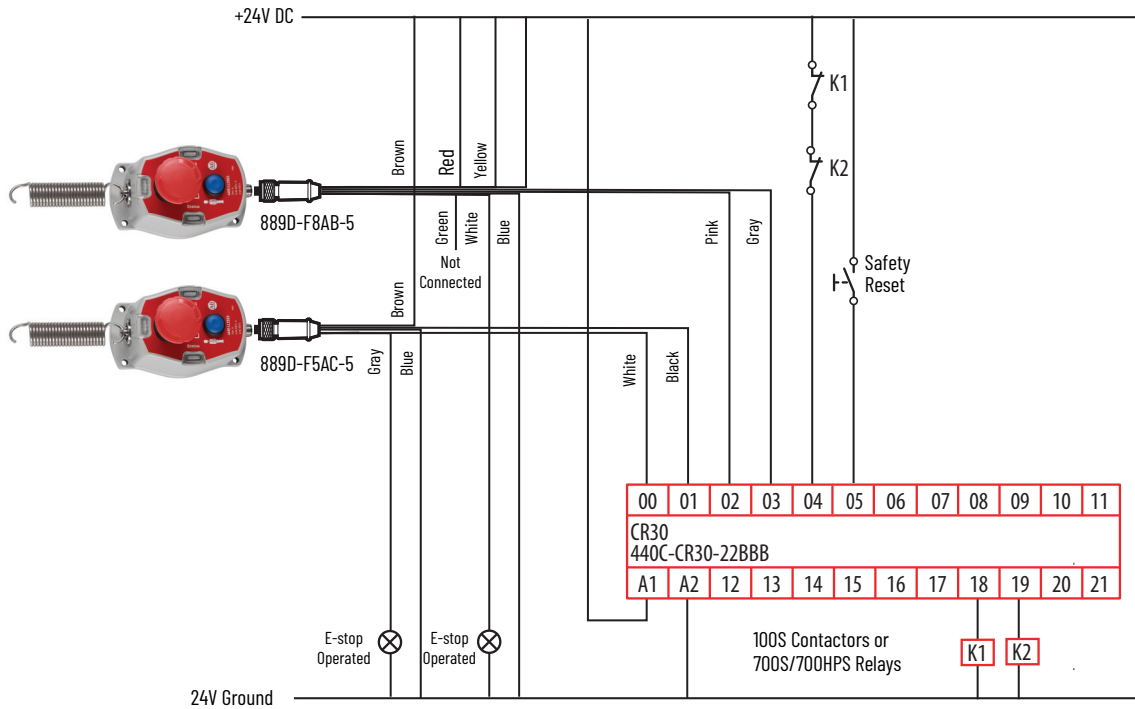 +24V DC
K1
K2
Brown
Red
Yellow
889D-F8AB-5
Green
White
Blue
Not
Connected
Pink
Gray
Safety
Reset
Brown
889D-F5AC-5
Gray
Blue
White
Black
00 01 02 03 04 05 06 07 08 09 10 11
CR30
440C-CR30-22BBB
A1 A2 12 13 14 15 16 17 18 19 20 21
E-stop
Operated
E-stop
Operated
100S Contactors or
700S/700HPS Relays
K1 K2
24V Ground